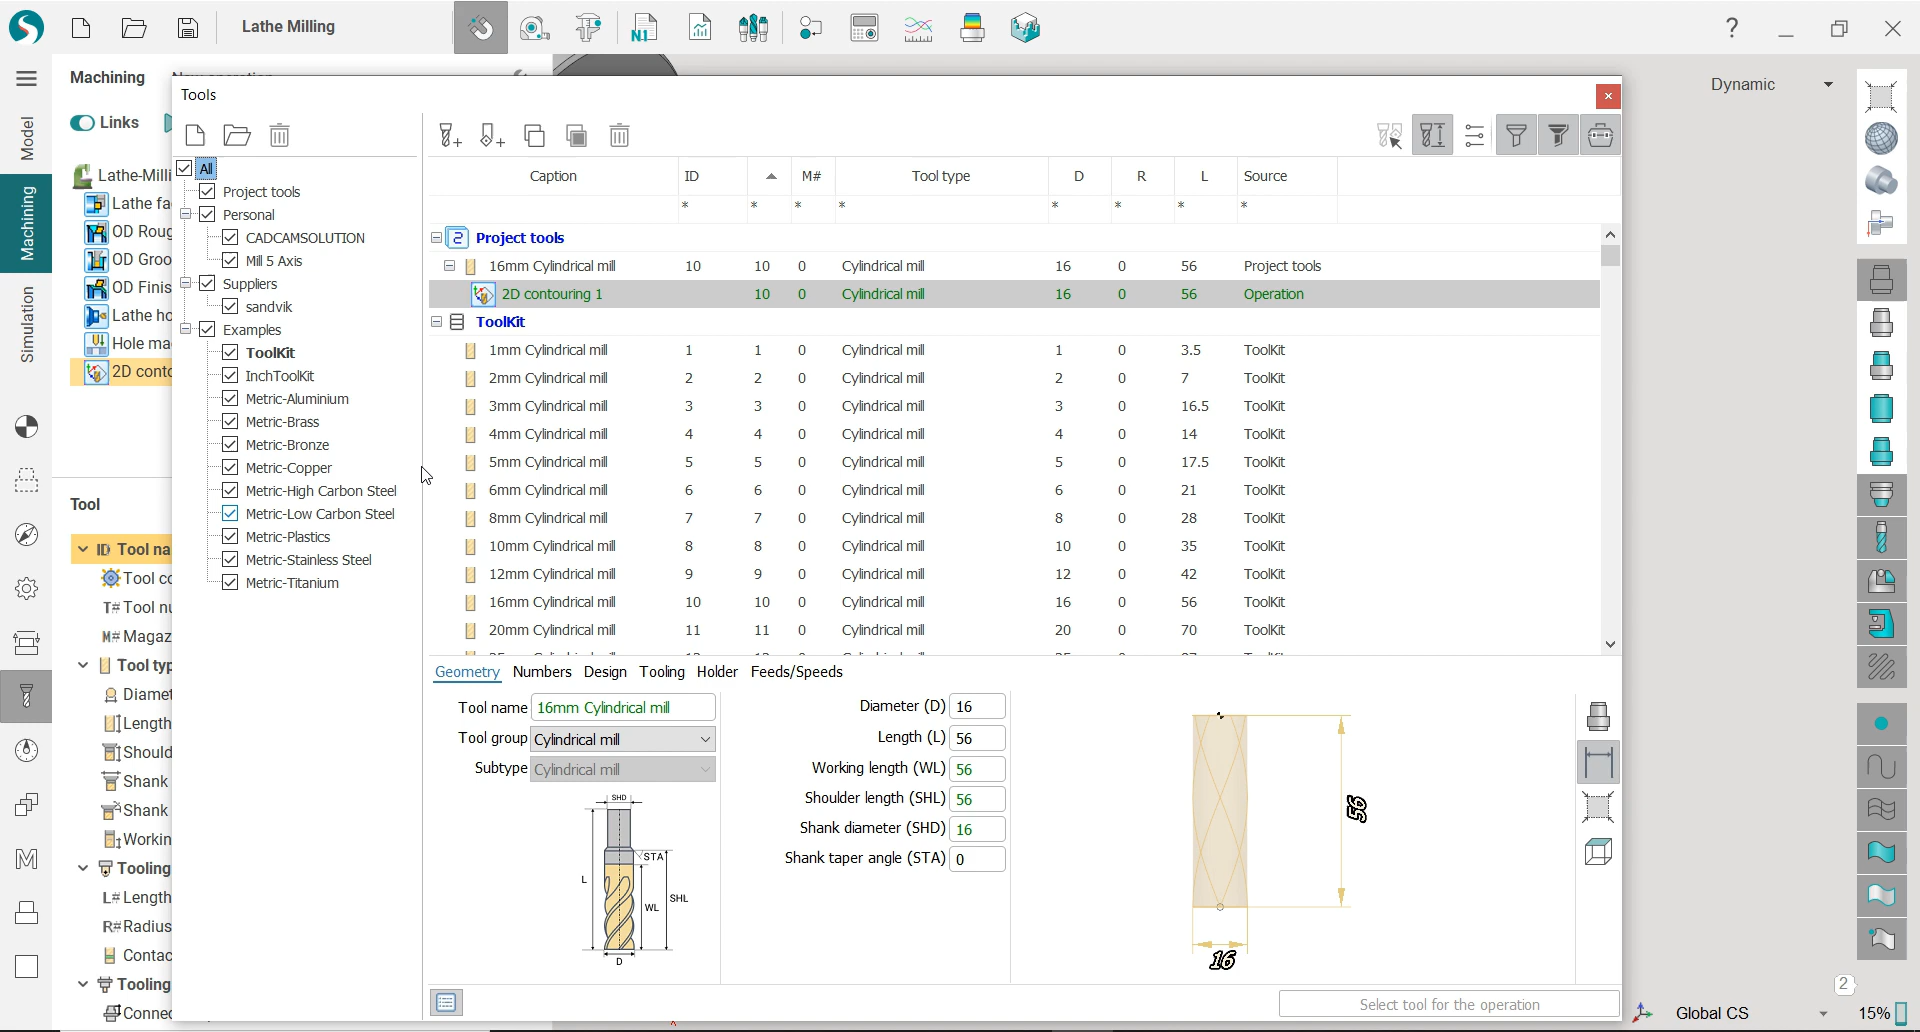 Lathe Milling
N1
?
Machining
Dynamic
Tools
Links
Model
Machining
Simulation
Lathe-Milli
Lathe fa
OD Roug
OD Groo
OD Finis
Lathe ho
Hole ma
2D conto
All
Project tools
Personal
CADCAMSOLUTION
Mill 5 Axis
Suppliers
sandvik
Examples
ToolKit
InchToolKit
Metric-Aluminium
Metric-Brass
Metric-Bronze
Metric-Copper
Metric-High Carbon Steel
Metric-Low Carbon Steel
Metric-Plastics
Metric-Stainless Steel
Metric-Titanium
Caption ID M# Tool type D R L Source
* * * * * * * *
Project tools
16mm Cylindrical mill 10 10 0 Cylindrical mill 16 0 56 Project tools
2D contouring 1 10 0 Cylindrical mill 16 0 56 Operation
ToolKit
1mm Cylindrical mill 1 1 0 Cylindrical mill 1 0 3.5 ToolKit
2mm Cylindrical mill 2 2 0 Cylindrical mill 2 0 7 ToolKit
3mm Cylindrical mill 3 3 0 Cylindrical mill 3 0 16.5 ToolKit
4mm Cylindrical mill 4 4 0 Cylindrical mill 4 0 14 ToolKit
5mm Cylindrical mill 5 5 0 Cylindrical mill 5 0 17.5 ToolKit
6mm Cylindrical mill 6 6 0 Cylindrical mill 6 0 21 ToolKit
8mm Cylindrical mill 7 7 0 Cylindrical mill 8 0 28 ToolKit
10mm Cylindrical mill 8 8 0 Cylindrical mill 10 0 35 ToolKit
12mm Cylindrical mill 9 9 0 Cylindrical mill 12 0 42 ToolKit
16mm Cylindrical mill 10 10 0 Cylindrical mill 16 0 56 ToolKit
20mm Cylindrical mill 11 11 0 Cylindrical mill 20 0 70 ToolKit
Tool
ID Tool na
Tool co
T# Tool nu
M# Magaz
Tool typ
Diamet
Length
Should
Shank
Shank
Workin
Tooling
L# Length
R# Radius
Contac
Tooling
Connec
M
Geometry Numbers Design Tooling Holder Feeds/Speeds
Tool name 16mm Cylindrical mill
Tool group Cylindrical mill
Subtype Cylindrical mill
SHD
STA
L
SHL
WL
D
Diameter (D) 16
Length (L) 56
Working length (WL) 56
Shoulder length (SHL) 56
Shank diameter (SHD) 16
Shank taper angle (STA) 0
56
16
Select tool for the operation
2
Global CS
15%